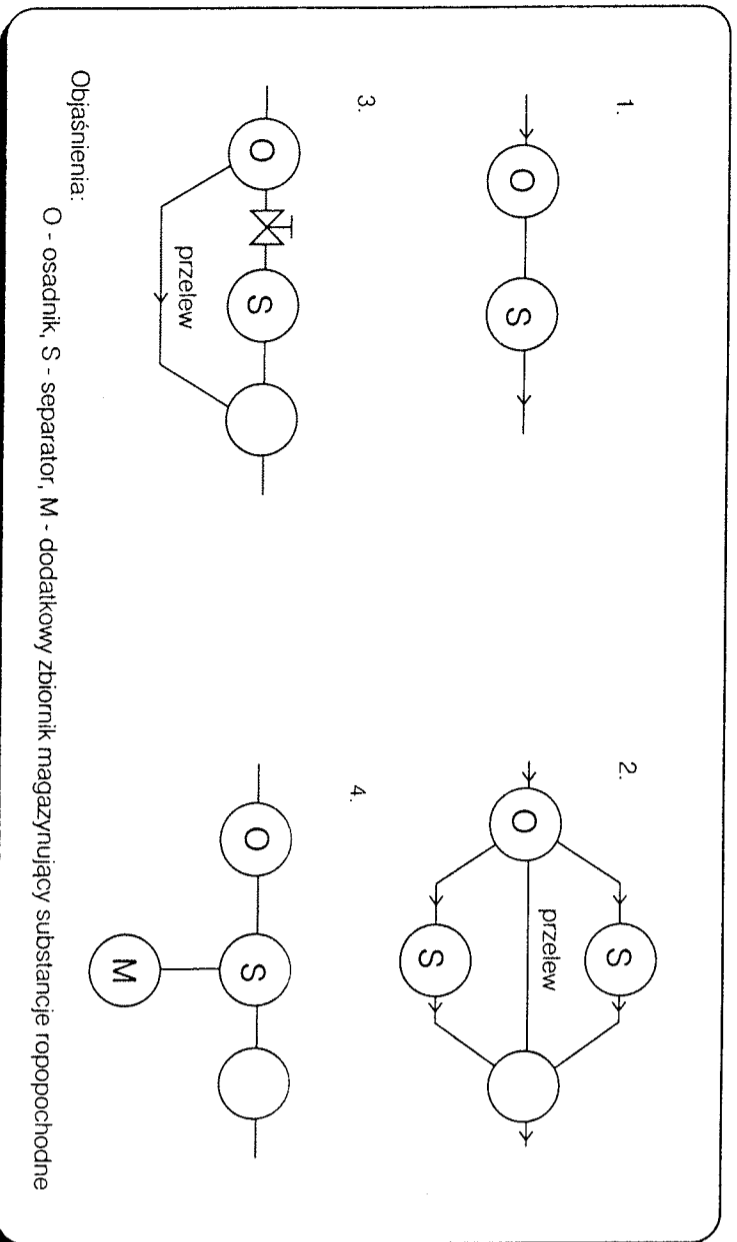 1.
O
S
2.
O
S
przelew
S
3.
O
S
przelew
4.
O
S
M
Objaśnienia:
O - osadnik, S - separator, M - dodatkowy zbiornik magazynujący substancje ropopochodne